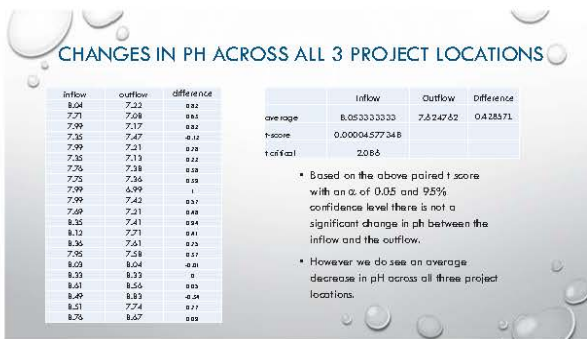 CHANGES IN PH ACROSS ALL 3 PROJECT LOCATIONS
inflow outflow difference
8.04 7.22 0.82
7.71 7.08 0.63
7.99 7.17 0.82
7.35 7.47 -0.12
7.99 7.21 0.78
7.35 7.13 0.22
7.76 7.38 0.38
7.75 7.36 0.39
7.99 6.99 1
7.99 7.42 0.57
7.69 7.21 0.48
8.35 7.41 0.94
8.12 7.71 0.41
8.36 7.61 0.75
7.95 7.58 0.37
8.03 8.04 -0.01
8.33 8.33 0
8.61 8.56 0.05
8.49 8.83 -0.34
8.51 7.74 0.77
8.76 8.67 0.09
Inflow Outflow Difference
average 8.053333333 7.624762 0.428571
t-score 0.00004577348
t critical 2.086
• Based on the above paired t score
with an α of 0.05 and 95%
confidence level there is not a
significant change in ph between the
inflow and the outflow.
• However we do see an average
decrease in pH across all three project
locations.